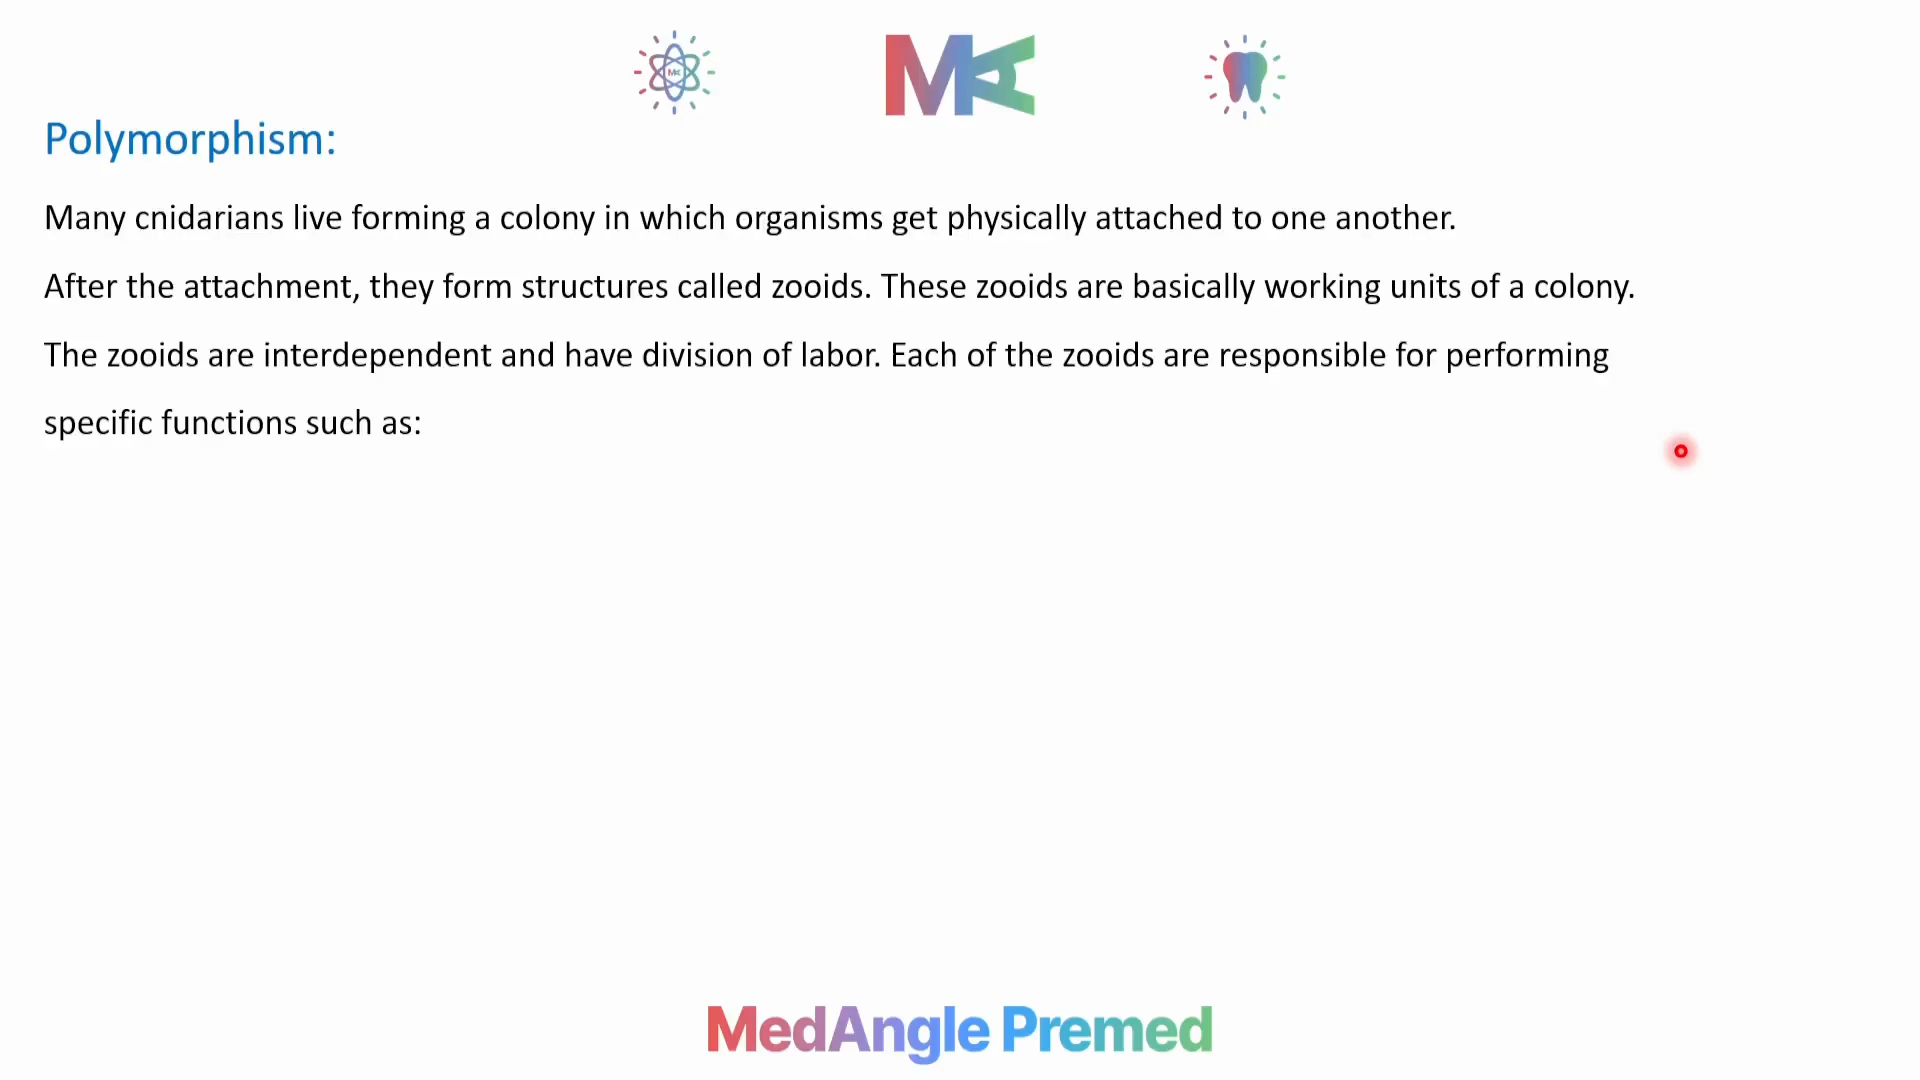 MA
Polymorphism:
Many cnidarians live forming a colony in which organisms get physically attached to one another.
After the attachment, they form structures called zooids. These zooids are basically working units of a colony.
The zooids are interdependent and have division of labor. Each of the zooids are responsible for performing
specific functions such as:
MedAngle Premed